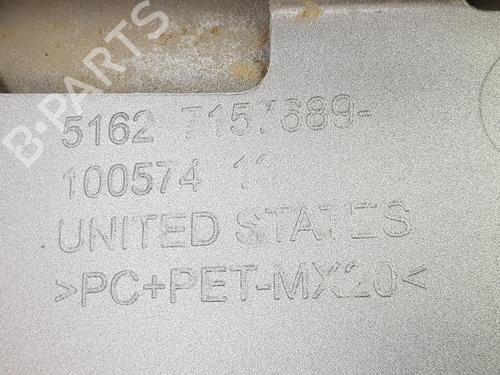 B-PARTS
5162 7157689-
100574
UNITED STATES
>PC+PET-MX20<